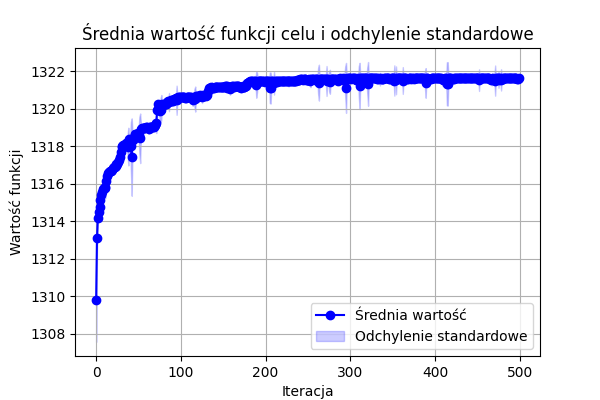 Średnia wartość funkcji celu i odchylenie standardowe
Wartość funkcji
1322
1320
1318
1316
1314
1312
1310
1308
Średnia wartość
Odchylenie standardowe
0 100 200 300 400 500
Iteracja